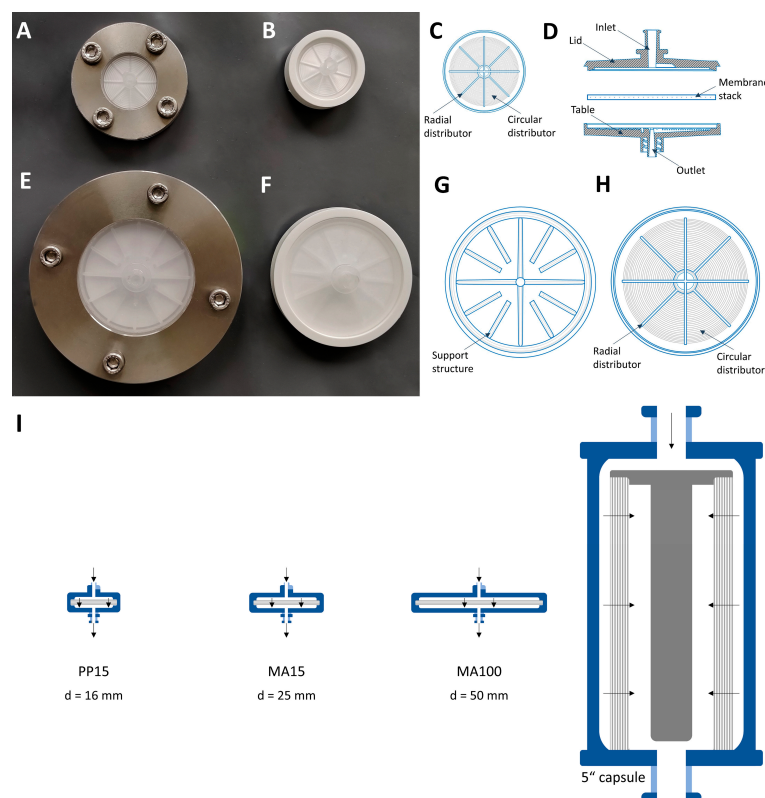 A
B
C
D
Inlet
Lid
Membrane
stack
Table
Outlet
Radial
distributor
Circular
distributor
E
F
G
H
Support
structure
Radial
distributor
Circular
distributor
I
PP15
d = 16 mm
MA15
d = 25 mm
MA100
d = 50 mm
5“ capsule